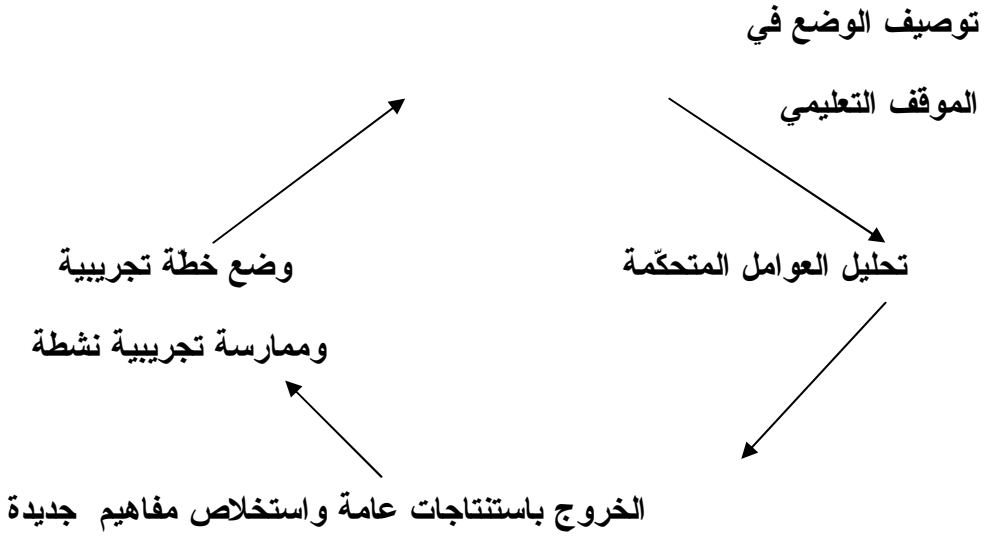 توصيف الوضع في
الموقف التعليمي
تحليل العوامل المتحكّمة
وضع خطّة تجريبية
وممارسة تجريبية نشطة
الخروج باستنتاجات عامة واستخلاص مفاهيم جديدة